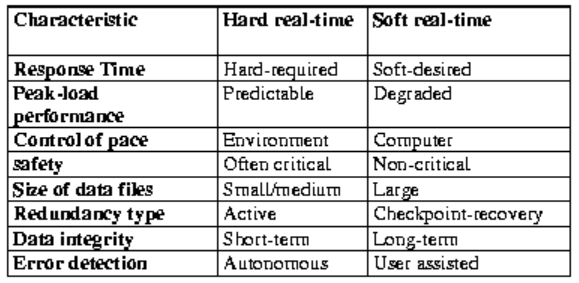 Characteristic Hard real-time Soft real-time
Response Time Hard-required Soft-desired
Peak-load performance Predictable Degraded
Control of pace Environment Computer
safety Often critical Non-critical
Size of data files Small/medium Large
Redundancy type Active Checkpoint-recovery
Data integrity Short-term Long-term
Error detection Autonomous User assisted